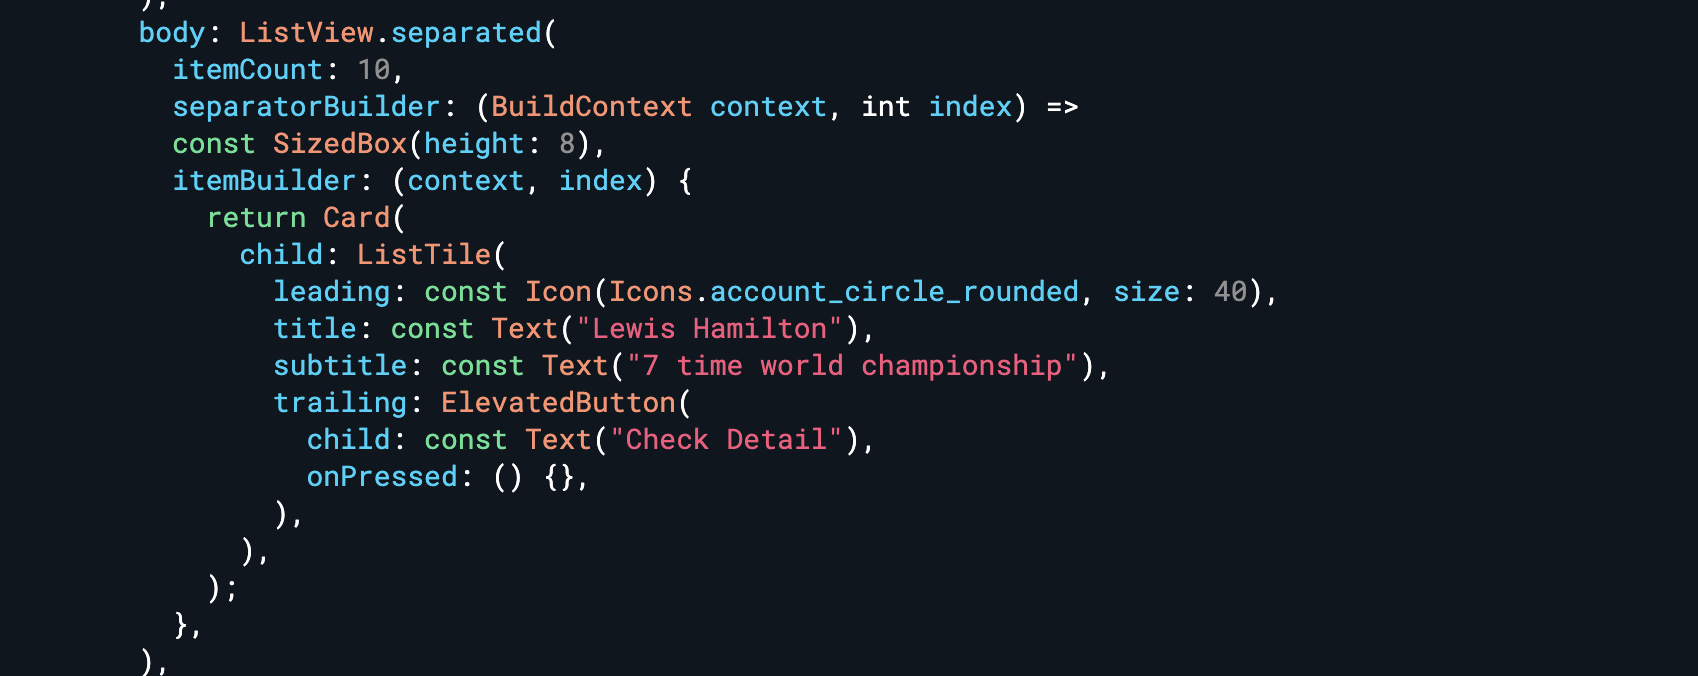 ),
body: ListView.separated(
itemCount: 10,
separatorBuilder: (BuildContext context, int index) =>
const SizedBox(height: 8),
itemBuilder: (context, index) {
return Card(
child: ListTile(
leading: const Icon(Icons.account_circle_rounded, size: 40),
title: const Text("Lewis Hamilton"),
subtitle: const Text("7 time world championship"),
trailing: ElevatedButton(
child: const Text("Check Detail"),
onPressed: () {},
),
),
);
},
),